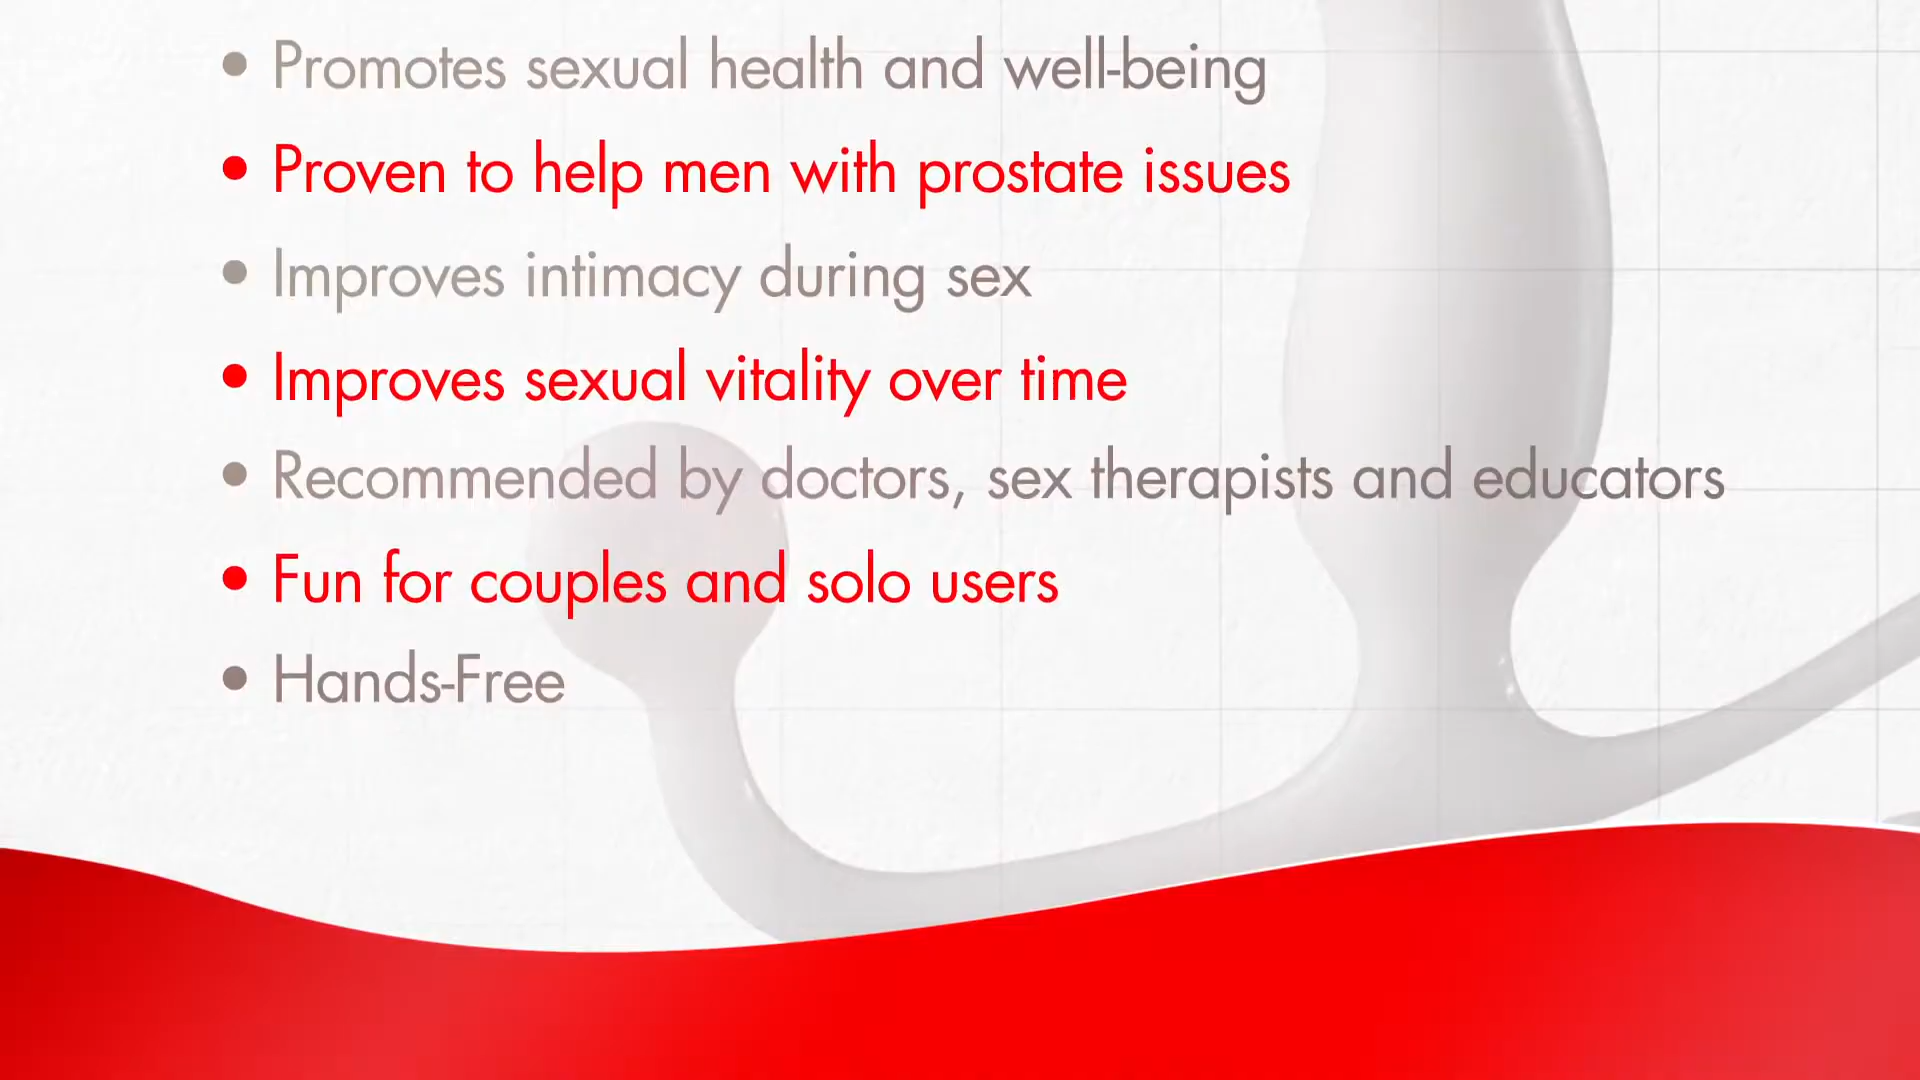 • Promotes sexual health and well-being
• Proven to help men with prostate issues
• Improves intimacy during sex
• Improves sexual vitality over time
• Recommended by doctors, sex therapists and educators
• Fun for couples and solo users
• Hands-Free